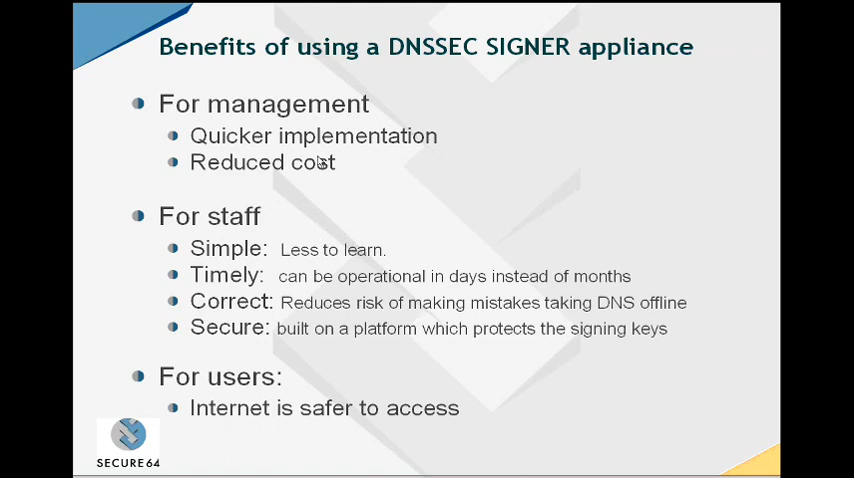 Benefits of using a DNSSEC SIGNER appliance
For management
Quicker implementation
Reduced cost
For staff
Simple: Less to learn.
Timely: can be operational in days instead of months
Correct: Reduces risk of making mistakes taking DNS offline
Secure: built on a platform which protects the signing keys
For users:
Internet is safer to access
SECURE64